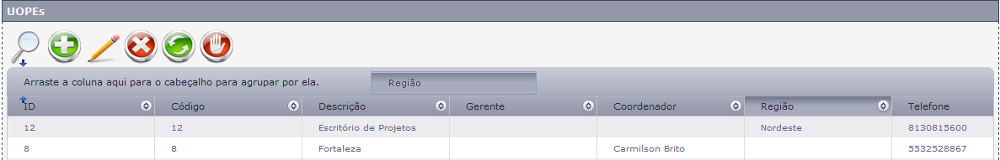 UOPEs
Arraste a coluna aqui para o cabeçalho para agrupar por ela. Região
ID Código Descrição Gerente Coordenador Região Telefone
12 12 Escritório de Projetos Nordeste 8130815600
8 8 Fortaleza Carmilson Brito 5532528867